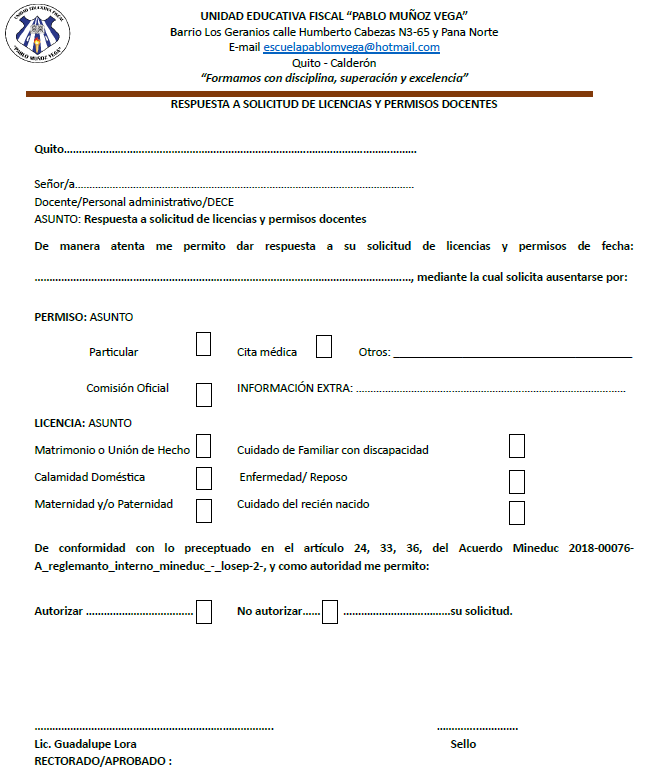 UNIDAD EDUCATIVA FISCAL
"PABLO MUÑOZ VEGA"
UNIDAD EDUCATIVA FISCAL “PABLO MUÑOZ VEGA”
Barrio Los Geranios calle Humberto Cabezas N3-65 y Pana Norte
E-mail escuelapablomvega@hotmail.com
Quito - Calderón
“Formamos con disciplina, superación y excelencia”
RESPUESTA A SOLICITUD DE LICENCIAS Y PERMISOS DOCENTES
Quito.......................................................................................................................
Señor/a..................................................................................................................
Docente/Personal administrativo/DECE
ASUNTO: Respuesta a solicitud de licencias y permisos docentes
De manera atenta me permito dar respuesta a su solicitud de licencias y permisos de fecha:
..............................................................................................................................., mediante la cual solicita ausentarse por:
PERMISO: ASUNTO
Particular Cita médica Otros: ______________________________________
Comisión Oficial INFORMACIÓN EXTRA: ..........................................................................................
LICENCIA: ASUNTO
Matrimonio o Unión de Hecho Cuidado de Familiar con discapacidad
Calamidad Doméstica Enfermedad/ Reposo
Maternidad y/o Paternidad Cuidado del recién nacido
De conformidad con lo preceptuado en el artículo 24, 33, 36, del Acuerdo Mineduc 2018-00076-
A_reglemanto_interno_mineduc_-_losep-2-, y como autoridad me permito:
Autorizar .................................... No autorizar...... ....................................su solicitud.
................................................................................ ...........................
Lic. Guadalupe Lora Sello
RECTORADO/APROBADO :